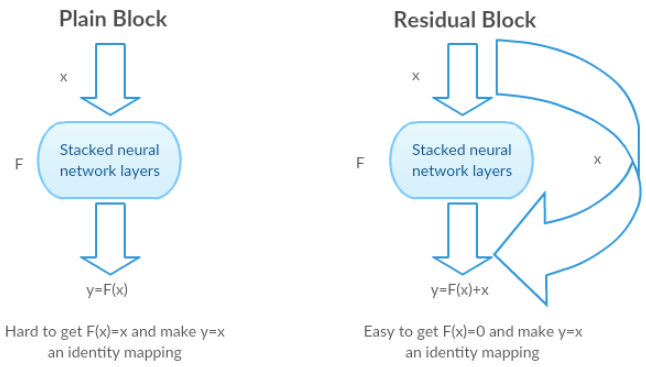 Plain Block
x
F
Stacked neural
network layers
y=F(x)
Hard to get F(x)=x and make y=x
an identity mapping
Residual Block
x
F
Stacked neural
network layers
x
y=F(x)+x
Easy to get F(x)=0 and make y=x
an identity mapping